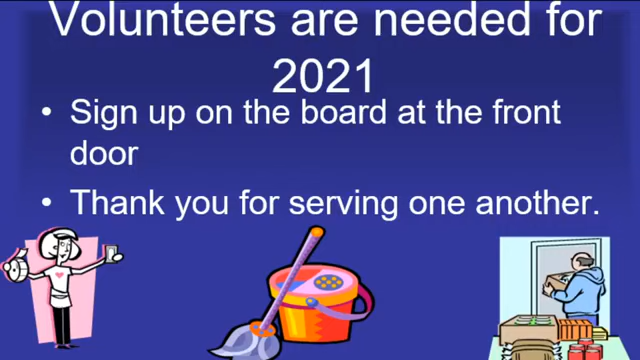 Volunteers are needed for
2021
• Sign up on the board at the front
door
• Thank you for serving one another.